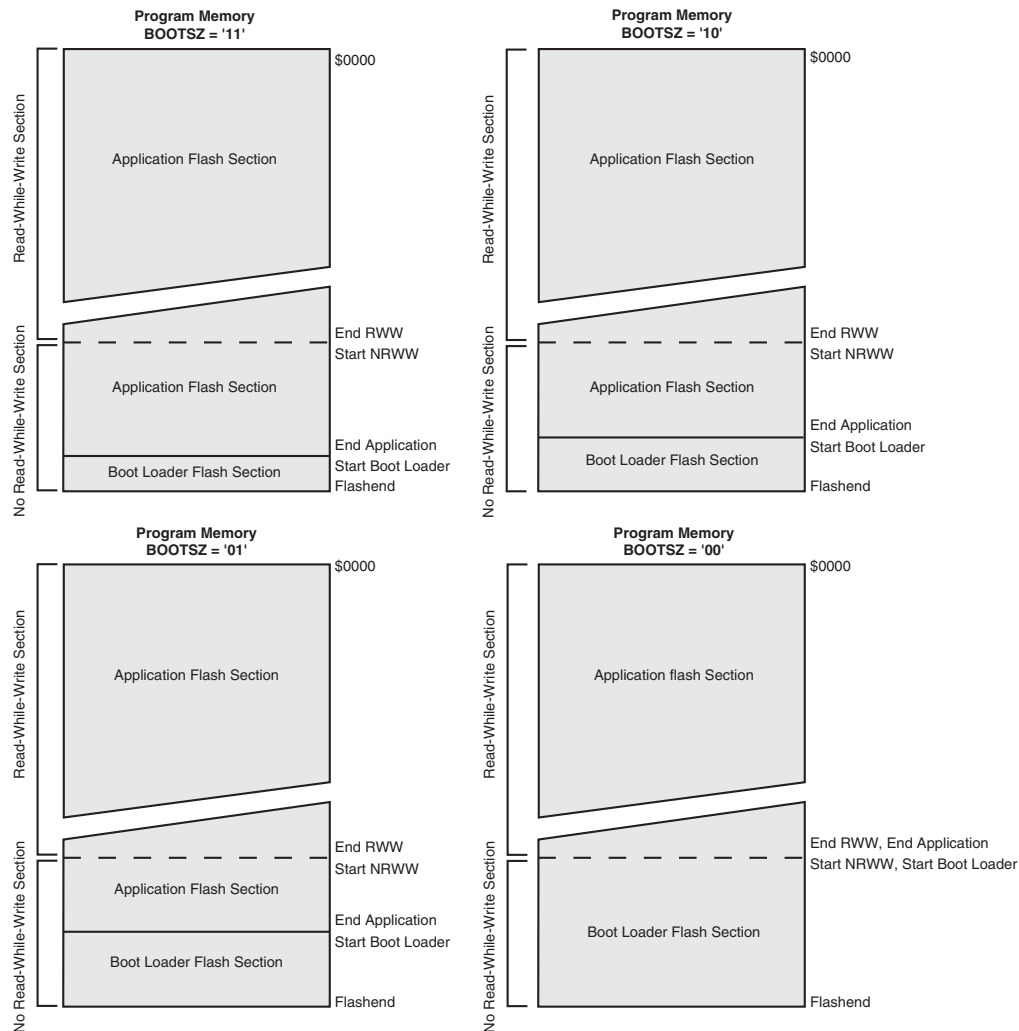 Program Memory
BOOTSZ = '11'
$0000
Read-While-Write Section
Application Flash Section
End RWW
Start NRWW
No Read-While-Write Section
Application Flash Section
End Application
Start Boot Loader
Boot Loader Flash Section
Flashend
Program Memory
BOOTSZ = '10'
$0000
Read-While-Write Section
Application Flash Section
End RWW
Start NRWW
No Read-While-Write Section
Application Flash Section
End Application
Start Boot Loader
Boot Loader Flash Section
Flashend
Program Memory
BOOTSZ = '01'
$0000
Read-While-Write Section
Application Flash Section
End RWW
Start NRWW
No Read-While-Write Section
Application Flash Section
End Application
Start Boot Loader
Boot Loader Flash Section
Flashend
Program Memory
BOOTSZ = '00'
$0000
Read-While-Write Section
Application flash Section
End RWW, End Application
Start NRWW, Start Boot Loader
No Read-While-Write Section
Boot Loader Flash Section
Flashend